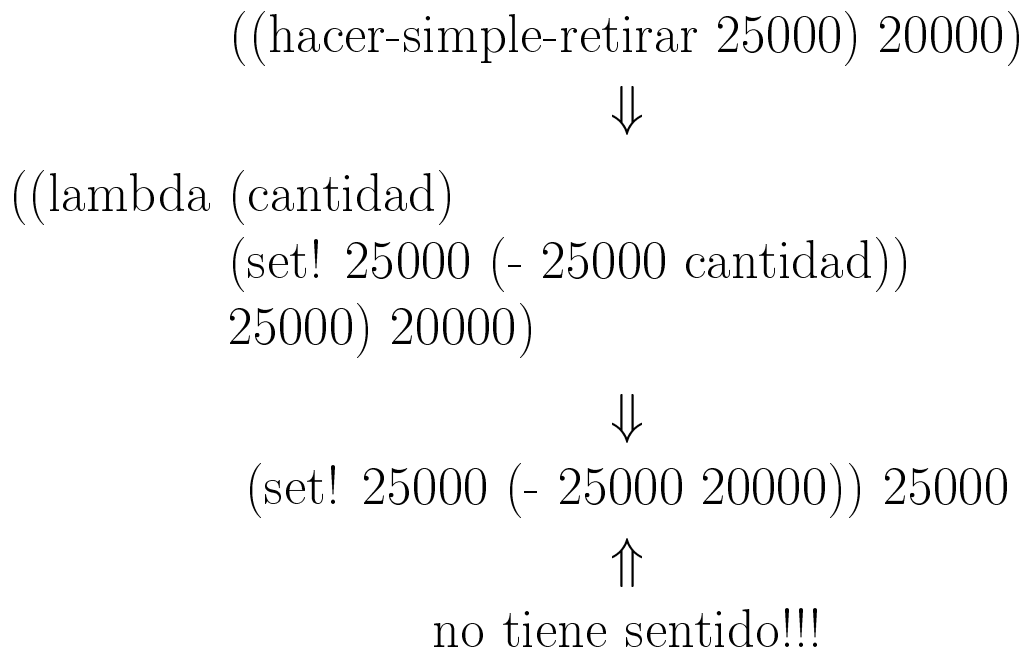 ((hacer-simple-retirar 25000) 20000)
⇓
((lambda (cantidad)
(set! 25000 (- 25000 cantidad))
25000) 20000)
⇓
(set! 25000 (- 25000 20000)) 25000
⇑
no tiene sentido!!!